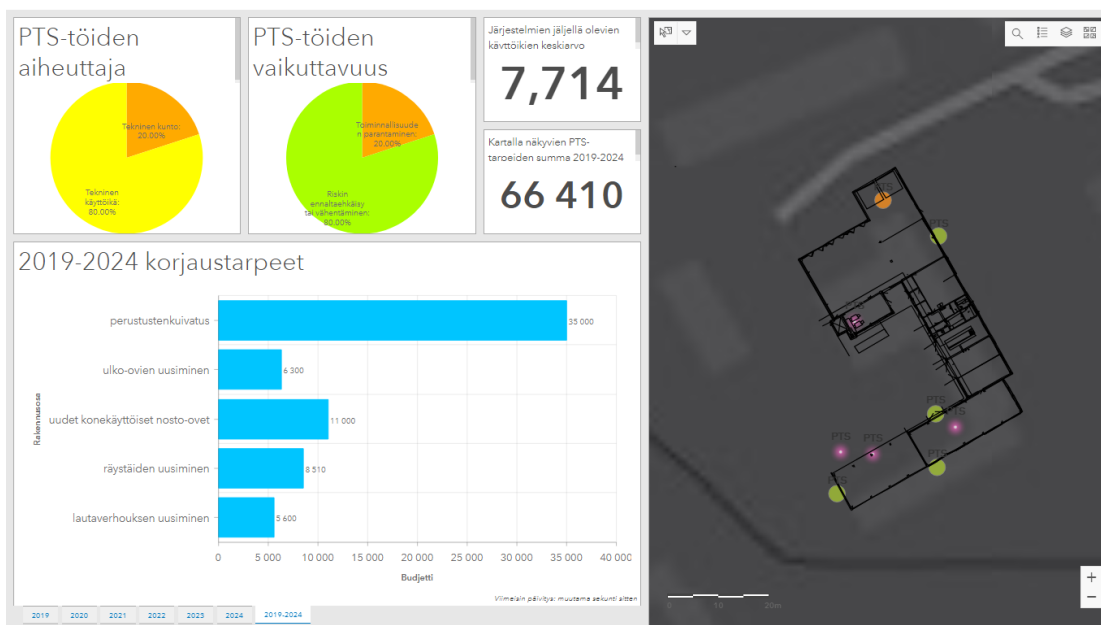 PTS-töiden
aiheuttaja
Tekninen kunto:
20.00%
Tekninen
käyttöikä:
80.00%
PTS-töiden
vaikuttavuus
Toiminnallisuude
n parantaminen:
20.00%
Riskin
ennaltaehkäisy
tai vähentäminen:
80.00%
Järjestelmien jäljellä olevien
käyttöikien keskiarvo
7,714
Kartalla näkyvien PTS-
tarpeiden summa 2019-2024
66 410
2019-2024 korjaustarpeet
Rakennusosa
perustustenkuivatus
35 000
ulko-ovien uusiminen
6 300
uudet konekäyttöiset nosto-ovet
11 000
räystäiden uusiminen
8 510
lautaverhouksen uusiminen
5 600
0 5 000 10 000 15 000 20 000 25 000 30 000 35 000 40 000
Budjetti
Viimeisin päivitys: muutama sekunti sitten
2019 2020 2021 2022 2023 2024 2019-2024
PTS
PTS
PTS
PTS
PTS
PTS
PTS
PTS
PTS
0 10 20m
+
−